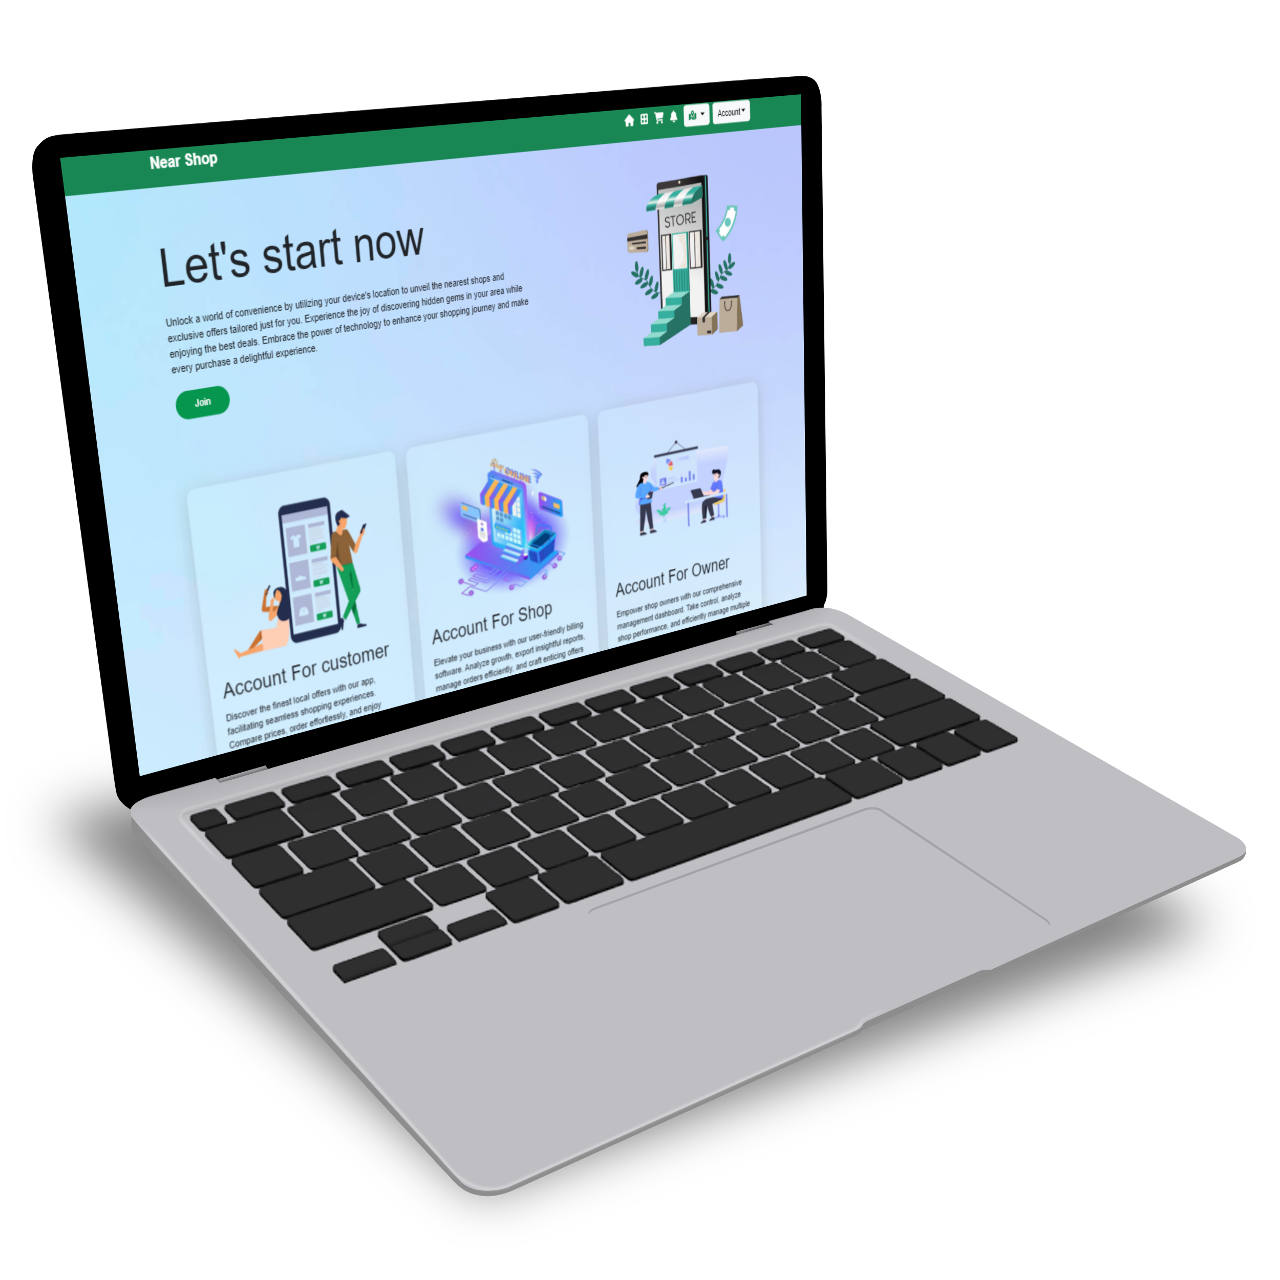 Near Shop
Account
Let's start now
Unlock a world of convenience by utilizing your device's location to unveil the nearest shops and
exclusive offers tailored just for you. Experience the joy of discovering hidden gems in your area while
enjoying the best deals. Embrace the power of technology to enhance your shopping journey and make
every purchase a delightful experience.
Join
STORE
ONLINE
Account For customer
Discover the finest local offers with our app,
facilitating seamless shopping experiences.
Compare prices, order effortlessly, and enjoy
Account For Shop
Elevate your business with our user-friendly billing
software. Analyze growth, export insightful reports,
manage orders efficiently, and craft enticing offers
Account For Owner
Empower shop owners with our comprehensive
management dashboard. Take control, analyze
shop performance, and efficiently manage multiple